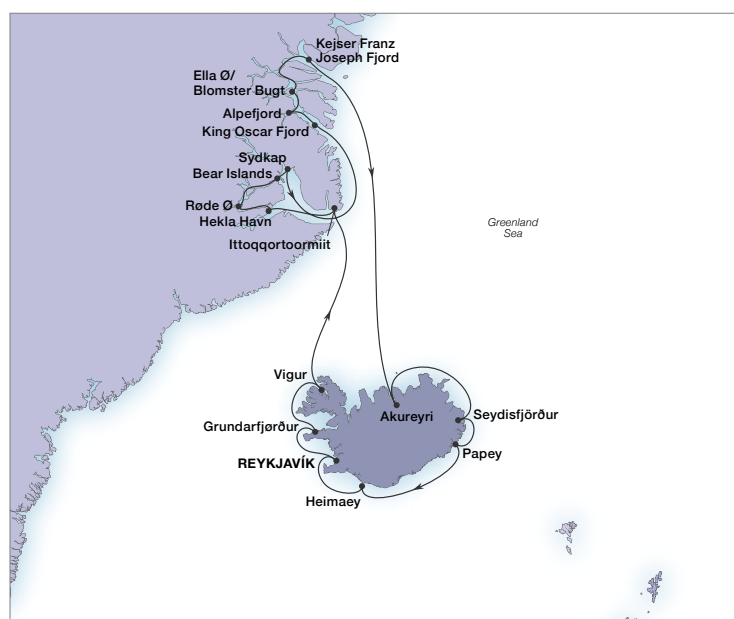 Kejser Franz
Joseph Fjord
Ella Ø/
Blomster Bugt
Alpefjord
King Oscar Fjord
Sydkap
Bear Islands
Røde Ø
Hekla Havn
Ittoqqortoormiit
Greenland
Sea
Vigur
Akureyri
Seydisfjörður
Grundarfjørður
Papey
REYKJAVÍK
Heimaey